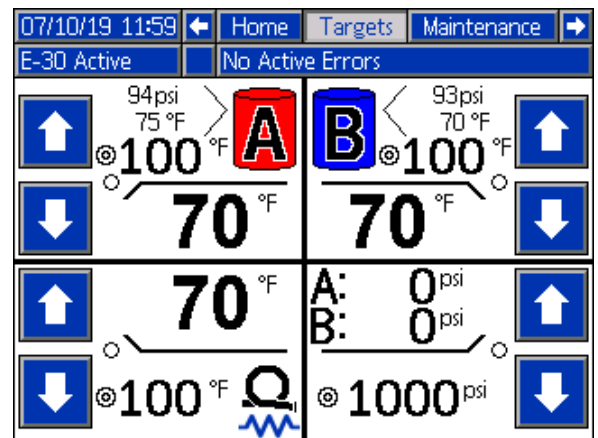 07/10/19 11:59 Home Targets Maintenance
E-30 Active No Active Errors
94psi
75 °F
100 °F
A
70 °F
93psi
70 °F
B
100 °F
70 °F
70 °F
100 °F
A: 0psi
B: 0psi
1000psi